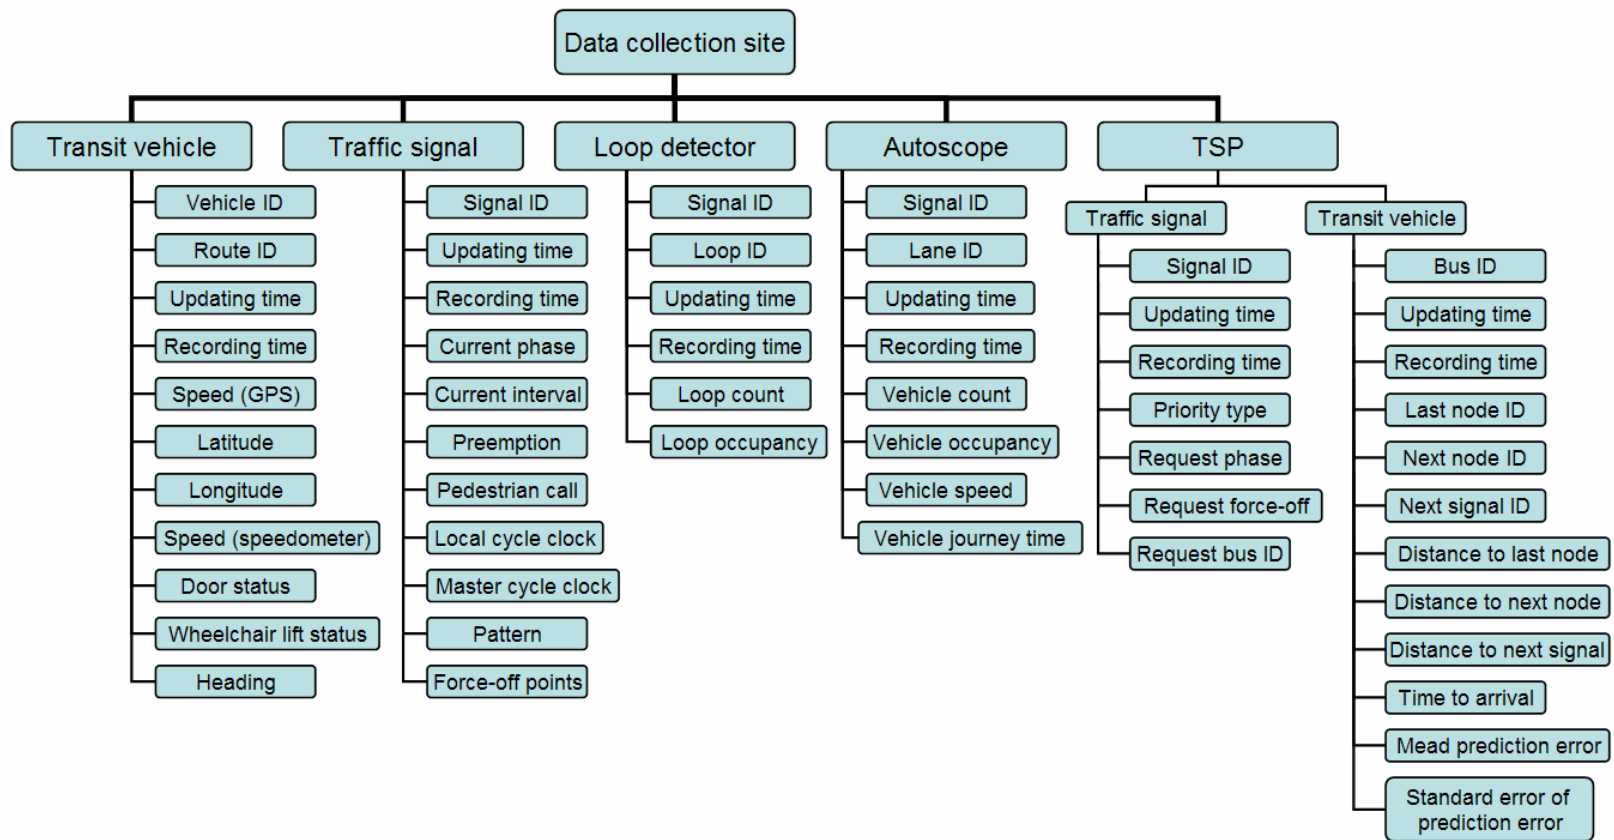 Data collection site
Transit vehicle
Vehicle ID
Route ID
Updating time
Recording time
Speed (GPS)
Latitude
Longitude
Speed (speedometer)
Door status
Wheelchair lift status
Heading
Traffic signal
Signal ID
Updating time
Recording time
Current phase
Current interval
Preemption
Pedestrian call
Local cycle clock
Master cycle clock
Pattern
Force-off points
Loop detector
Signal ID
Loop ID
Updating time
Recording time
Loop count
Loop occupancy
Autoscope
Signal ID
Lane ID
Updating time
Recording time
Vehicle count
Vehicle occupancy
Vehicle speed
Vehicle journey time
TSP
Traffic signal
Signal ID
Updating time
Recording time
Priority type
Request phase
Request force-off
Request bus ID
Transit vehicle
Bus ID
Updating time
Recording time
Last node ID
Next node ID
Next signal ID
Distance to last node
Distance to next node
Distance to next signal
Time to arrival
Mead prediction error
Standard error of
prediction error